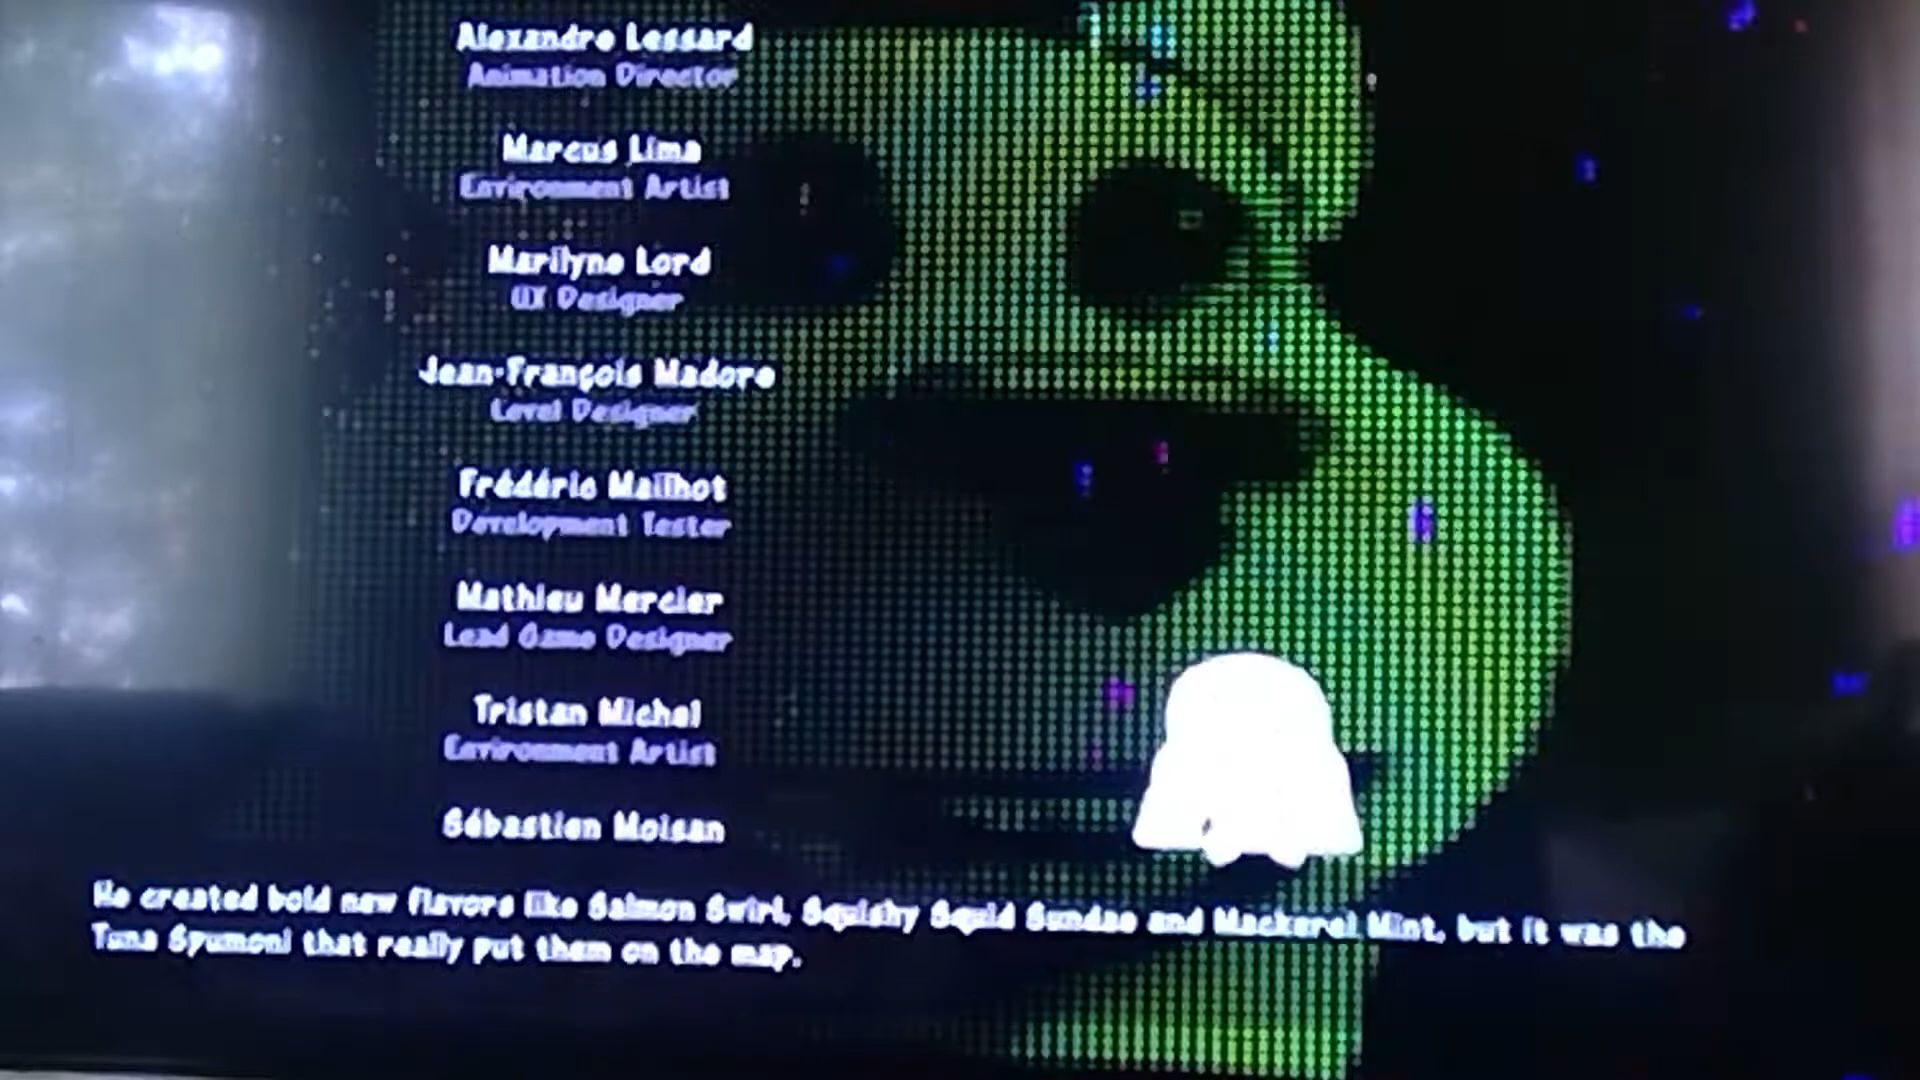 Alexandre Lessard
Animation Director
Marcus Lima
Environment Artist
Marilyne Lord
UX Designer
Jean-François Madore
Level Designer
Frédéric Mailhot
Development Tester
Mathieu Mercier
Lead Game Designer
Tristan Michel
Environment Artist
Sébastien Moisan
He created bold new flavors like Salmon Swirl, Squishy Squid Sundae and Mackerel Mint, but it was the
Tuna Spumoni that really put them on the map.